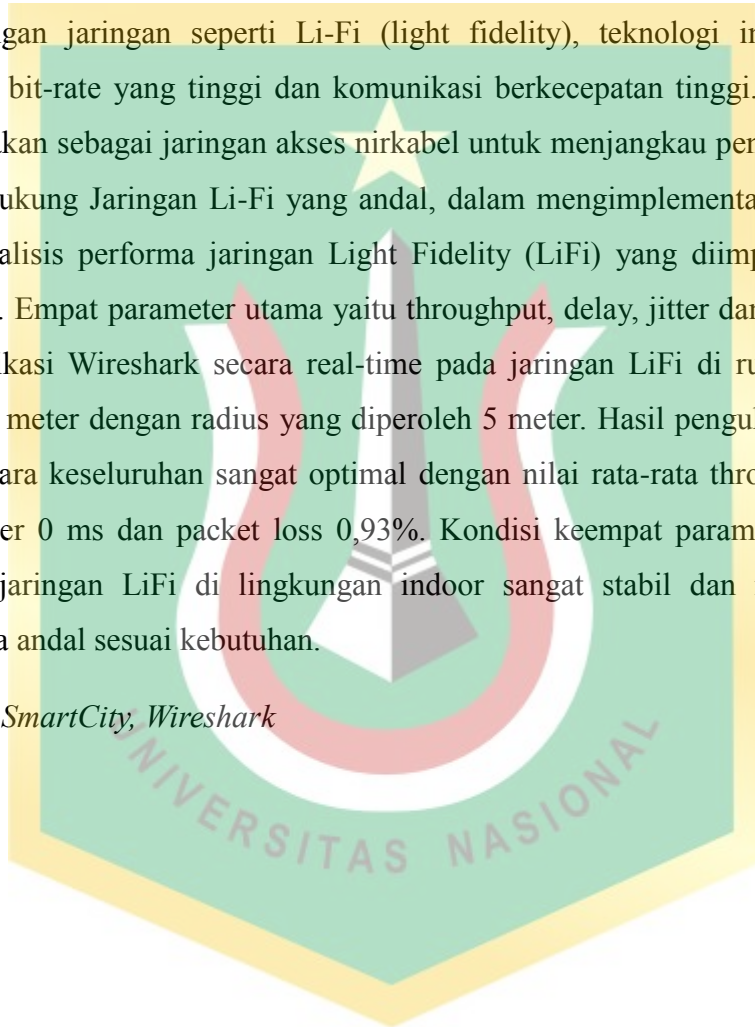 ngan jaringan seperti Li-Fi (light fidelity), teknologi in
bit-rate yang tinggi dan komunikasi berkecepatan tinggi.
akan sebagai jaringan akses nirkabel untuk menjangkau pen
ukung Jaringan Li-Fi yang andal, dalam mengimplementa
alisis performa jaringan Light Fidelity (LiFi) yang diimp
. Empat parameter utama yaitu throughput, delay, jitter dan
ikasi Wireshark secara real-time pada jaringan LiFi di ru
meter dengan radius yang diperoleh 5 meter. Hasil penguk
ara keseluruhan sangat optimal dengan nilai rata-rata thro
er 0 ms dan packet loss 0,93%. Kondisi keempat param
jaringan LiFi di lingkungan indoor sangat stabil dan
a andal sesuai kebutuhan.
SmartCity, Wireshark
UNIVERSITAS NASIONAL